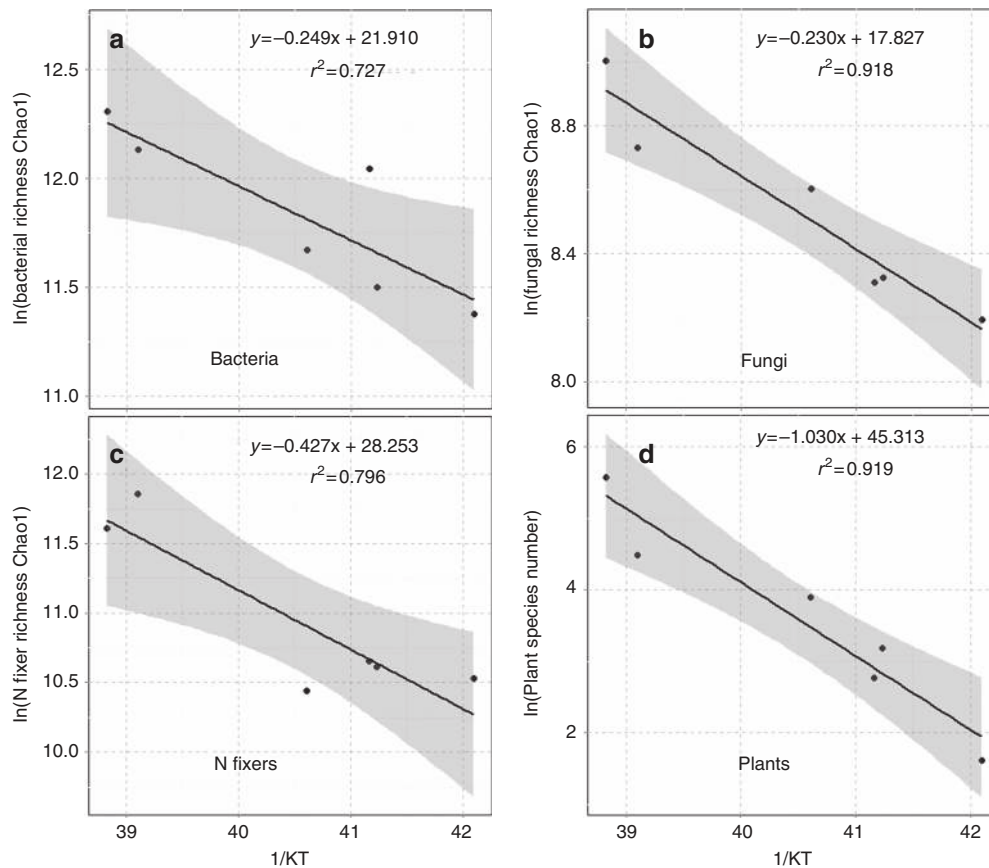 a
y=−0.249x + 21.910
r²=0.727
12.5
12.0
11.5
11.0
ln(bacterial richness Chao1)
Bacteria
b
y=−0.230x + 17.827
r²=0.918
8.8
8.4
8.0
ln(fungal richness Chao1)
Fungi
c
y=−0.427x + 28.253
r²=0.796
12.0
11.5
11.0
10.5
10.0
ln(N fixer richness Chao1)
N fixers
39 40 41 42
1/KT
d
y=−1.030x + 45.313
r²=0.919
6
4
2
ln(Plant species number)
Plants
39 40 41 42
1/KT